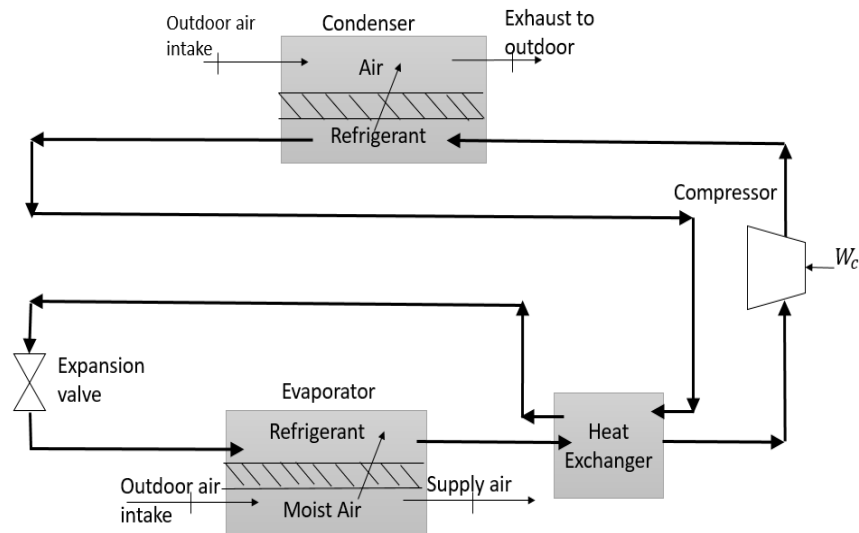 Outdoor air
intake
Condenser
Exhaust to
outdoor
Air
Refrigerant
Compressor
W_c
Expansion
valve
Evaporator
Refrigerant
Heat
Exchanger
Outdoor air
intake
Moist Air
Supply air